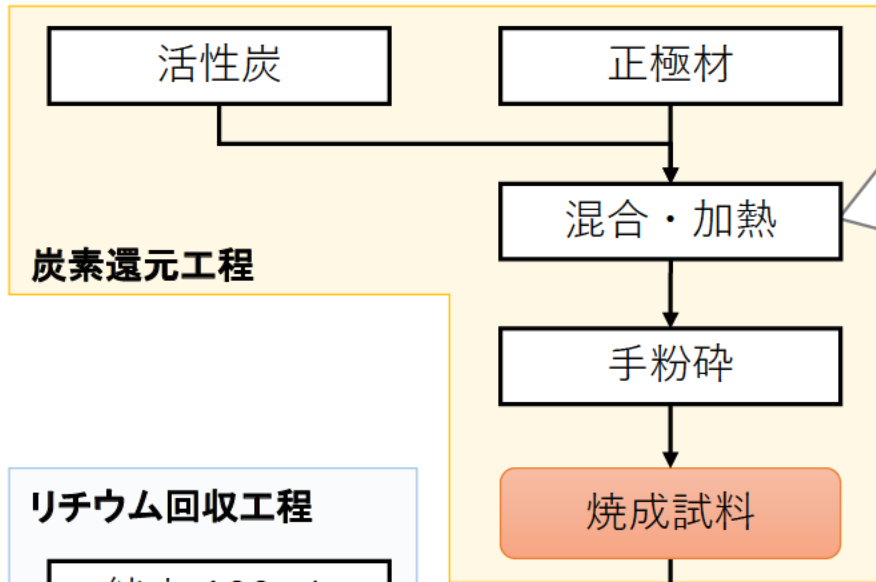 活性炭
正極材
混合・加熱
炭素還元工程
手粉砕
リチウム回収工程
焼成試料